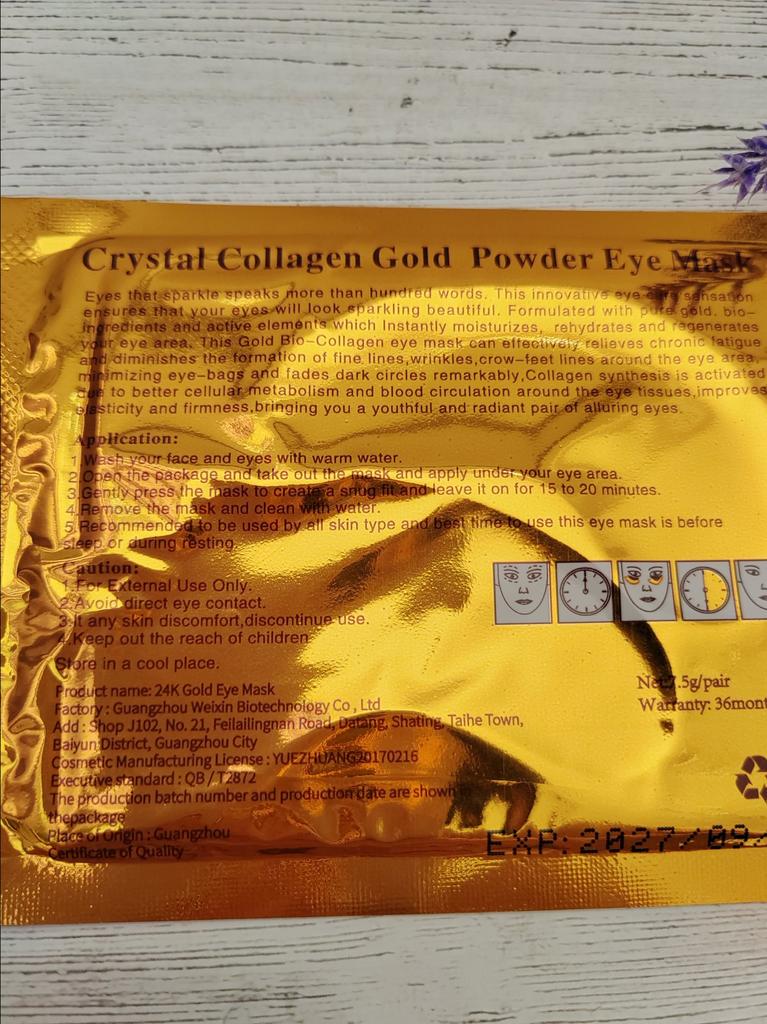 Crystal Collagen Gold Powder Eye Mask
Eyes that sparkle speaks more than hundred words. This innovative eye care sensation
ensures that your eyes will look sparkling beautiful. Formulated with pure gold. bio-
ingredients and active elements which Instantly moisturizes, rehydrates and regenerates
your eye area. This Gold Bio-Collagen eye mask can effectively relieves chronic fatigue
and diminishes the formation of fine lines,wrinkles,crow-feet lines around the eye area,
minimizing eye-bags and fades dark circles remarkably,Collagen synthesis is activated
due to better cellular metabolism and blood circulation around the eye tissues,improves
elasticity and firmness,bringing you a youthful and radiant pair of alluring eyes.
Application:
1.Wash your face and eyes with warm water.
2.Open the package and take out the mask and apply under your eye area.
3.Gently press the mask to create a snug fit and leave it on for 15 to 20 minutes.
4.Remove the mask and clean with water.
5.Recommended to be used by all skin type and best time to use this eye mask is before
sleep or during resting.
Caution:
1.For External Use Only.
2.Avoid direct eye contact.
3.It any skin discomfort,discontinue use.
4.Keep out the reach of children
Store in a cool place.
Product name: 24K Gold Eye Mask
Factory : Guangzhou Weixin Biotechnology Co , Ltd
Add : Shop J102, No. 21, Feilailingnan Road, Datang, Shating, Taihe Town,
Baiyun District, Guangzhou City
Cosmetic Manufacturing License : YUEZHUANG20170216
Executive standard : QB / T2872
The production batch number and production date are shown in
thepackage
Place of Origin : Guangzhou
Certificate of Quality
Net:7.5g/pair
Warranty: 36mont
EXP:2027/09/